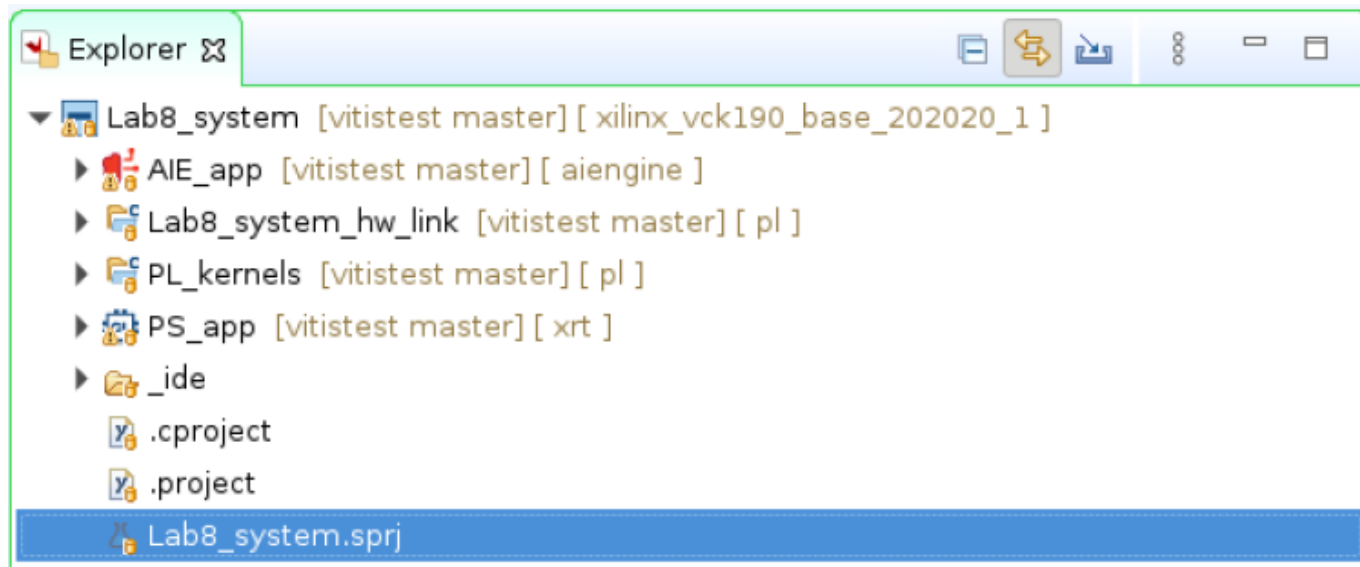 Explorer
Lab8_system [vitistest master] [ xilinx_vck190_base_202020_1 ]
AIE_app [vitistest master] [ aiengine ]
Lab8_system_hw_link [vitistest master] [ pl ]
PL_kernels [vitistest master] [ pl ]
PS_app [vitistest master] [ xrt ]
_ide
.cproject
.project
Lab8_system.sprj